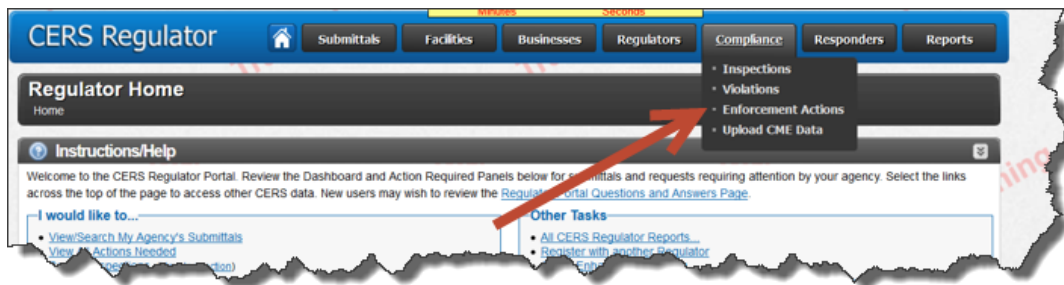 Minutes Seconds
CERS Regulator Submittals Facilities Businesses Regulators Compliance Responders Reports
Inspections
Violations
Enforcement Actions
Upload CME Data
Regulator Home
Home
Instructions/Help
Welcome to the CERS Regulator Portal. Review the Dashboard and Action Required Panels below for submittals and requests requiring attention by your agency. Select the links
across the top of the page to access other CERS data. New users may wish to review the Regulator Portal Questions and Answers Page.
I would like to...
View/Search My Agency's Submittals
View All Actions Needed
Other Tasks
All CERS Regulator Reports...
Register with another Regulator